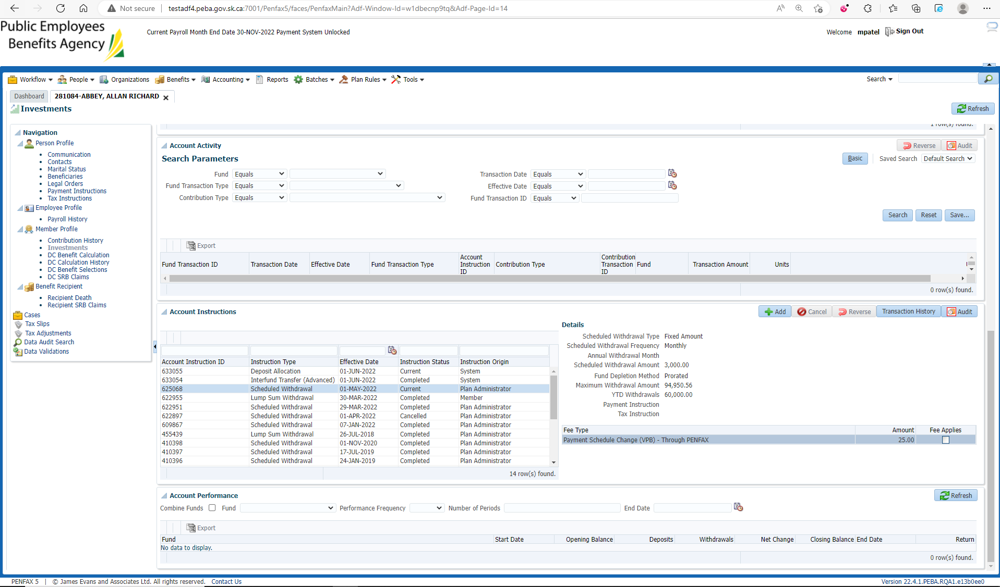 Not secure | testadf4.peba.gov.sk.ca:7001/Penfax5/faces/PenfaxMain?Adf-Window-Id=w1dbecnp9tq&Adf-Page-Id=14
Public Employees
Benefits Agency
Current Payroll Month End Date 30-NOV-2022 Payment System Unlocked
Welcome mpatel Sign Out
Workflow People Organizations Benefits Accounting Reports Batches Plan Rules Tools Search
Dashboard 281084-ABBEY, ALLAN RICHARD
Investments Refresh
Navigation
Person Profile
Communication
Contacts
Marital Status
Beneficiaries
Legal Orders
Payment Instructions
Tax Instructions
Employee Profile
Payroll History
Member Profile
Contribution History
Investments
DC Benefit Calculation
DC Calculation History
DC Benefit Selections
DC SRB Claims
Benefit Recipient
Recipient Death
Recipient SRB Claims
Cases
Tax Slips
Tax Adjustments
Data Audit Search
Data Validations
1 row(s) found.
Account Activity Reverse Audit
Search Parameters Basic Saved Search Default Search
Fund Equals Transaction Date Equals
Fund Transaction Type Equals Effective Date Equals
Contribution Type Equals Fund Transaction ID Equals
Search Reset Save...
Export
Fund Transaction ID Transaction Date Effective Date Fund Transaction Type Account Instruction ID Contribution Type Contribution Transaction ID Fund Transaction Amount Units
0 row(s) found.
Account Instructions Add Cancel Reverse Transaction History Audit
Account Instruction ID Instruction Type Effective Date Instruction Status Instruction Origin
633055 Deposit Allocation 01-JUN-2022 Current System
633054 Interfund Transfer (Advanced) 01-JUN-2022 Completed System
625068 Scheduled Withdrawal 01-MAY-2022 Current Plan Administrator
622955 Lump Sum Withdrawal 30-MAR-2022 Completed Member
622951 Scheduled Withdrawal 29-MAR-2022 Completed Plan Administrator
622897 Scheduled Withdrawal 01-APR-2022 Cancelled Plan Administrator
609867 Scheduled Withdrawal 07-JAN-2022 Completed Plan Administrator
455439 Lump Sum Withdrawal 26-JUL-2018 Completed Plan Administrator
410398 Scheduled Withdrawal 01-NOV-2020 Completed Plan Administrator
410397 Scheduled Withdrawal 17-JUL-2019 Completed Plan Administrator
410396 Scheduled Withdrawal 24-JAN-2019 Completed Plan Administrator
14 row(s) found.
Details
Scheduled Withdrawal Type Fixed Amount
Scheduled Withdrawal Frequency Monthly
Annual Withdrawal Month
Scheduled Withdrawal Amount 3,000.00
Fund Depletion Method Prorated
Maximum Withdrawal Amount 94,950.56
YTD Withdrawals 60,000.00
Payment Instruction
Tax Instruction
Fee Type Amount Fee Applies
Payment Schedule Change (VPB) - Through PENFAX 25.00
Account Performance Refresh
Combine Funds Fund Performance Frequency Number of Periods End Date
Export
Fund Start Date Opening Balance Deposits Withdrawals Net Change Closing Balance End Date Return
No data to display.
0 row(s) found.
PENFAX 5 | © James Evans and Associates Ltd. All rights reserved. Contact Us Version 22.4.1.PEBA.RQA1.e13b0ee0